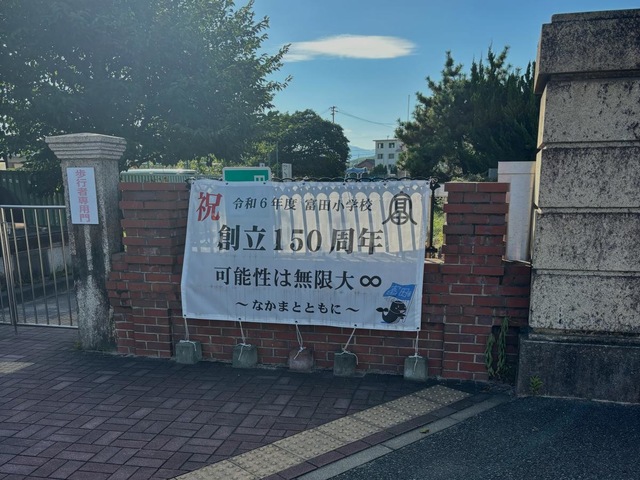 歩行者専用門
祝 令和6年度 富田小学校
創立150周年
可能性は無限大∞
～なかまとともに～